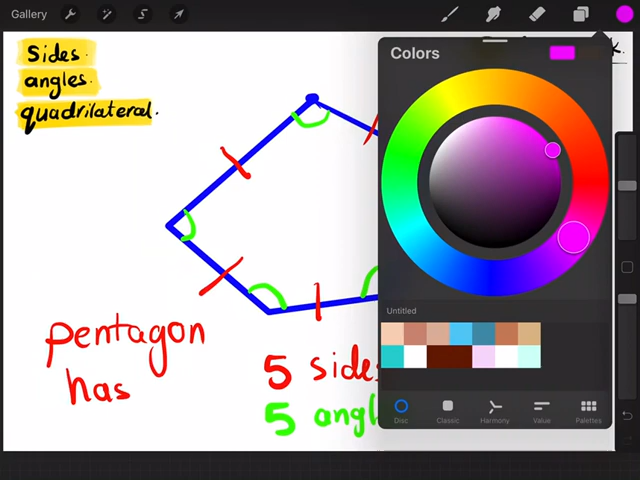 Gallery
Sides.
angles.
quadrilateral.
k.
Colors
Untitled
Disc
Classic
Harmony
Value
Palettes
pentagon
has
5 sides
5 angl